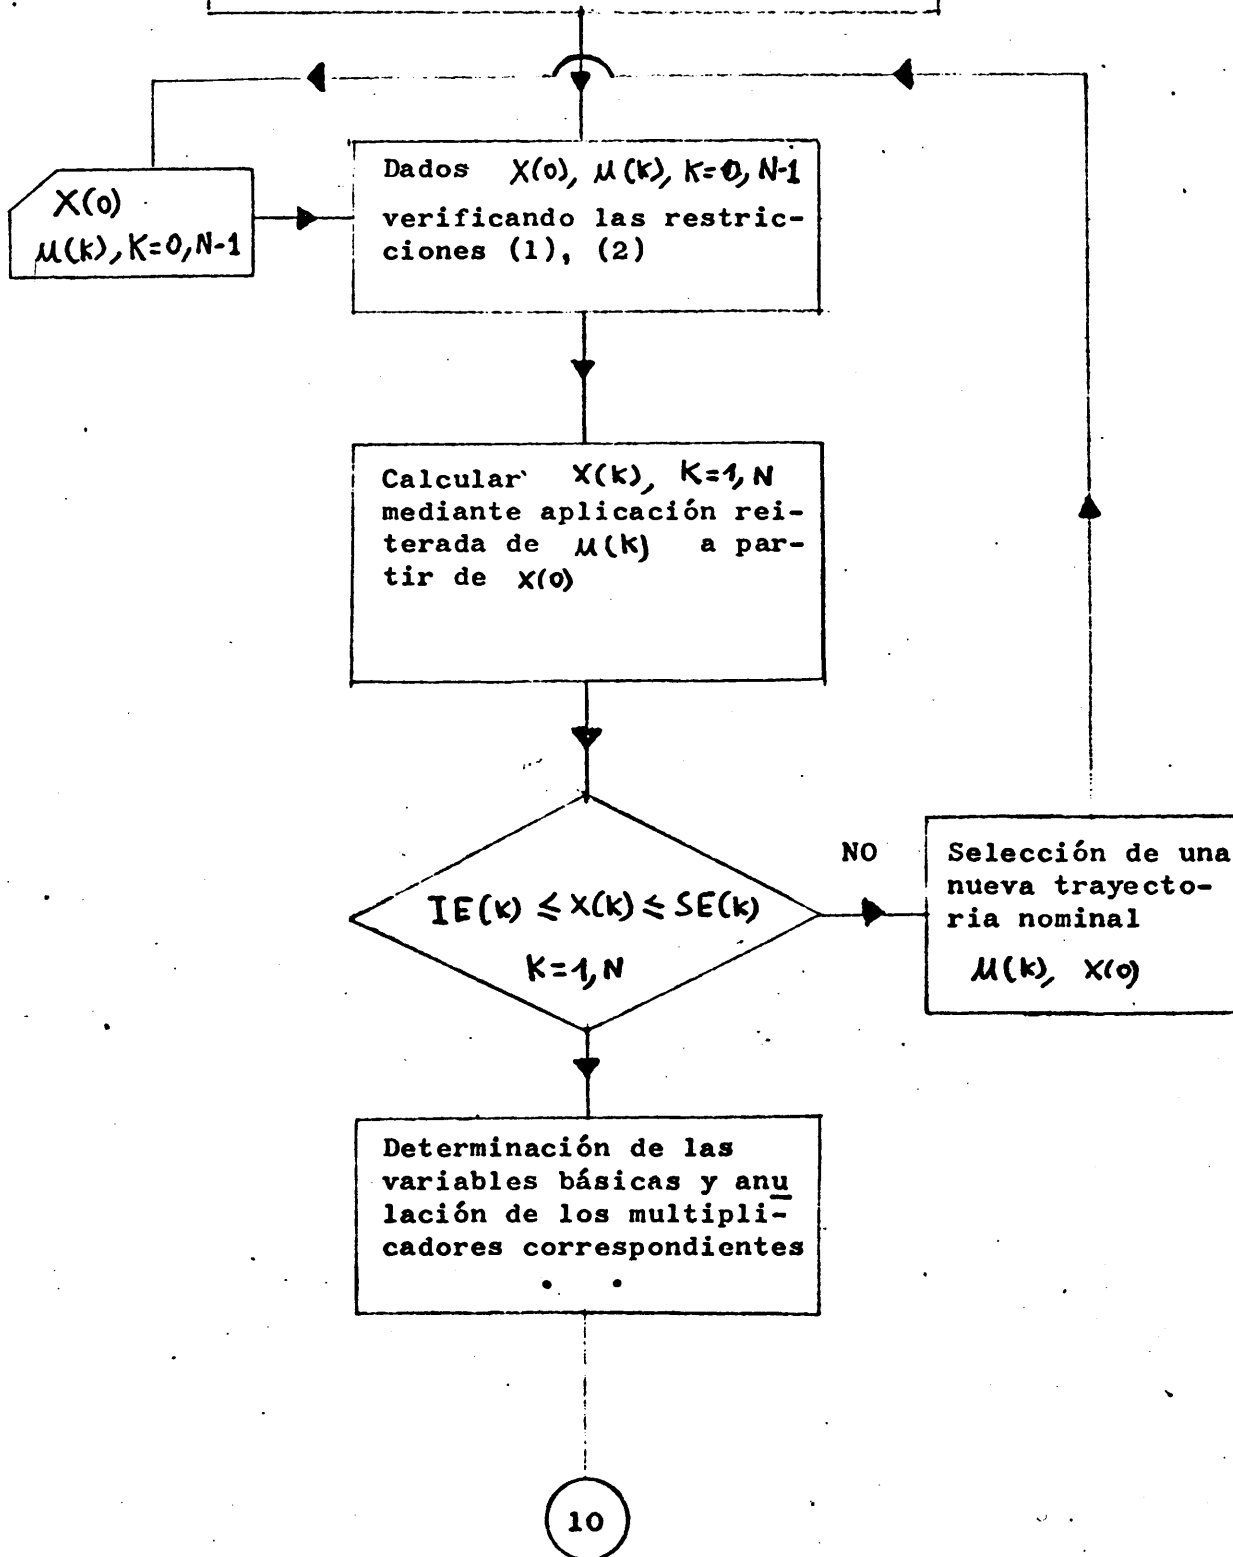 X(0)
μ(k), K=0, N-1
Dados X(0), μ(k), K=0, N-1
verificando las restric-
ciones (1), (2)
Calcular X(k), K=1, N
mediante aplicación rei-
terada de μ(k) a par-
tir de X(0)
IE(k) ≤ X(k) ≤ SE(k)
K=1, N
NO
Selección de una
nueva trayecto-
ria nominal
μ(k), X(0)
Determinación de las
variables básicas y anu
lación de los multipli-
cadores correspondientes
10